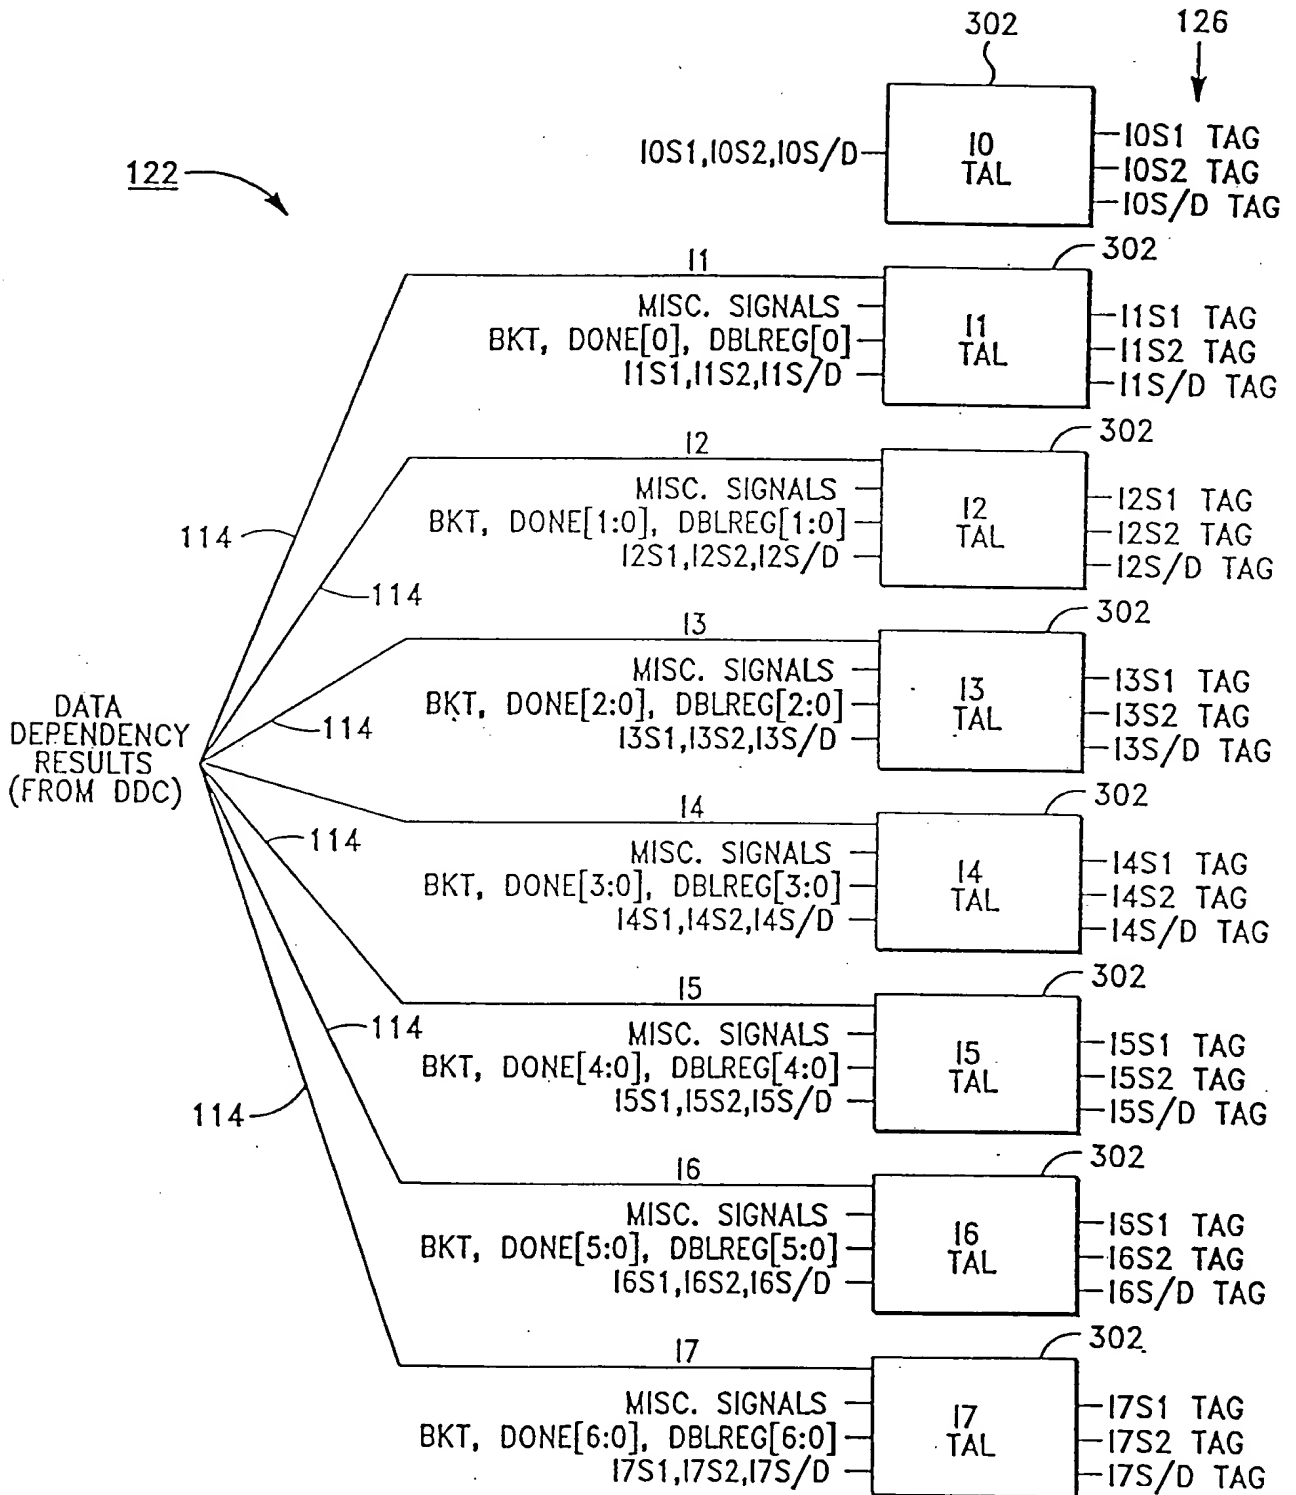 302
126
122
I0S1,I0S2,I0S/D
I0
TAL
I0S1 TAG
I0S2 TAG
I0S/D TAG
I1
302
MISC. SIGNALS
BKT, DONE[0], DBLREG[0]
I1S1,I1S2,I1S/D
I1
TAL
I1S1 TAG
I1S2 TAG
I1S/D TAG
I2
302
MISC. SIGNALS
BKT, DONE[1:0], DBLREG[1:0]
I2S1,I2S2,I2S/D
I2
TAL
I2S1 TAG
I2S2 TAG
I2S/D TAG
114
114
I3
302
MISC. SIGNALS
BKT, DONE[2:0], DBLREG[2:0]
I3S1,I3S2,I3S/D
I3
TAL
I3S1 TAG
I3S2 TAG
I3S/D TAG
114
DATA
DEPENDENCY
RESULTS
(FROM DDC)
I4
302
MISC. SIGNALS
BKT, DONE[3:0], DBLREG[3:0]
I4S1,I4S2,I4S/D
I4
TAL
I4S1 TAG
I4S2 TAG
I4S/D TAG
114
I5
302
MISC. SIGNALS
BKT, DONE[4:0], DBLREG[4:0]
I5S1,I5S2,I5S/D
I5
TAL
I5S1 TAG
I5S2 TAG
I5S/D TAG
114
114
I6
302
MISC. SIGNALS
BKT, DONE[5:0], DBLREG[5:0]
I6S1,I6S2,I6S/D
I6
TAL
I6S1 TAG
I6S2 TAG
I6S/D TAG
I7
302
MISC. SIGNALS
BKT, DONE[6:0], DBLREG[6:0]
I7S1,I7S2,I7S/D
I7
TAL
I7S1 TAG
I7S2 TAG
I7S/D TAG